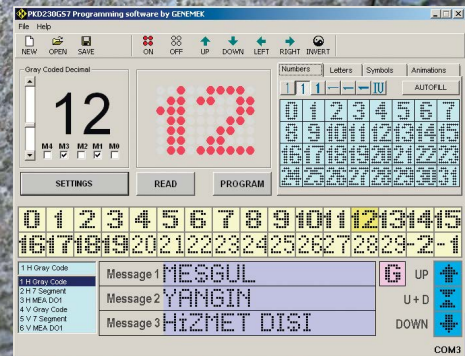 PKD230GS7 Programming software by GENEMEK
File Help
NEW OPEN SAVE ON OFF UP DOWN LEFT RIGHT INVERT
Gray Coded Decimal
12
M4 M3 M2 M1 M0
SETTINGS
12
READ PROGRAM
Numbers Letters Symbols Animations
1 1 1 AUTOFILL
0 1 2 3 4 5 6 7
8 9 10 11 12 13 14 15
16 17 18 19 20 21 22 23
24 25 26 27 28 29 30 31
0 1 2 3 4 5 6 7 8 9 10 11 12 13 14 15
16 17 18 19 20 21 22 23 24 25 26 27 28 29 -2 -1
1 H Gray Code
1 H Gray Code
2 H 7 Segment
3 H MEA DO1
4 V Gray Code
5 V 7 Segment
6 V MEA DO1
Message 1 MESGUL
Message 2 YANGIN
Message 3 HİZMET DISI
G UP
U + D
DOWN
COM3